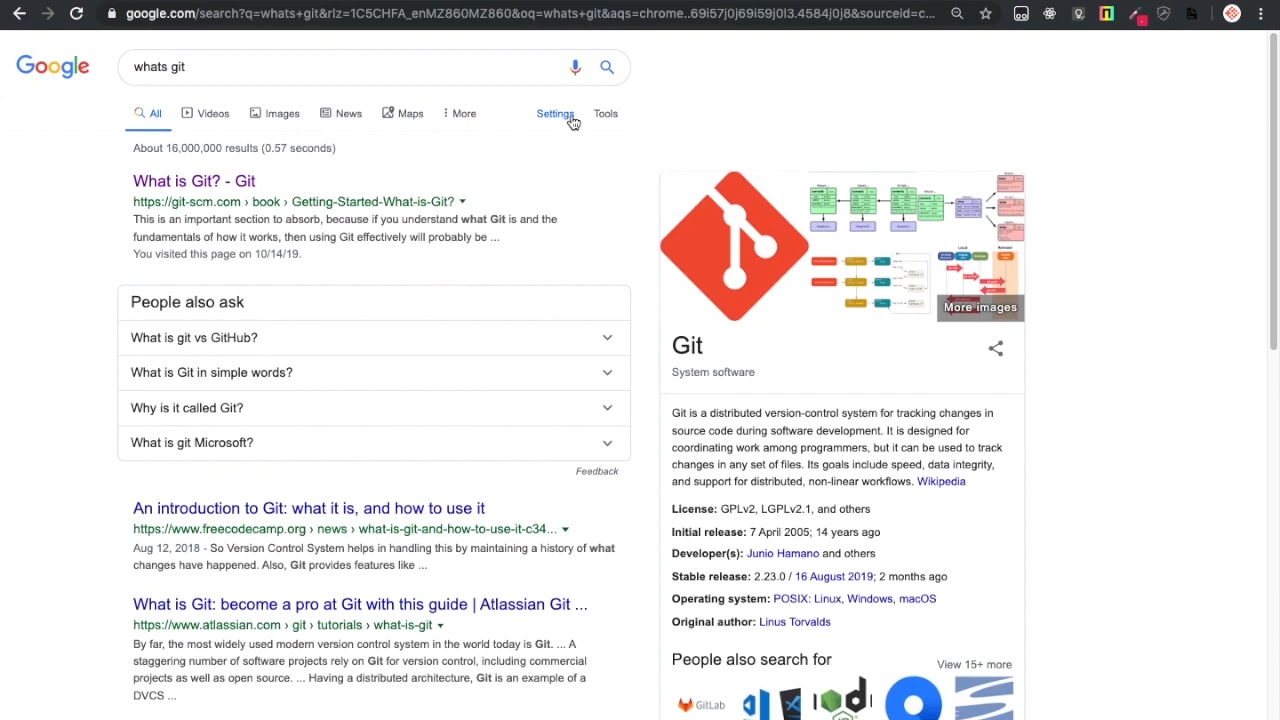 google.com/search?q=whats+git&rlz=1C5CHFA_enMZ860MZ860&oq=whats+git&aqs=chrome..69i57j0j69i59j0l3.4584j0j8&sourceid=c...
Google
whats git
All
Videos
Images
News
Maps
More
Settings
Tools
About 16,000,000 results (0.57 seconds)
What is Git? - Git
https://git-scm.com › book › Getting-Started-What-is-Git?
This is an important section to absorb, because if you understand what Git is and the
fundamentals of how it works, then using Git effectively will probably be ...
You visited this page on 10/14/19.
People also ask
What is git vs GitHub?
What is Git in simple words?
Why is it called Git?
What is git Microsoft?
Feedback
An introduction to Git: what it is, and how to use it
https://www.freecodecamp.org › news › what-is-git-and-how-to-use-it-c34...
Aug 12, 2018 - So Version Control System helps in handling this by maintaining a history of what
changes have happened. Also, Git provides features like ...
What is Git: become a pro at Git with this guide | Atlassian Git ...
https://www.atlassian.com › git › tutorials › what-is-git
By far, the most widely used modern version control system in the world today is Git. ... A
staggering number of software projects rely on Git for version control, including commercial
projects as well as open source. ... Having a distributed architecture, Git is an example of a
DVCS ...
More images
Git
System software
Git is a distributed version-control system for tracking changes in
source code during software development. It is designed for
coordinating work among programmers, but it can be used to track
changes in any set of files. Its goals include speed, data integrity,
and support for distributed, non-linear workflows. Wikipedia
License: GPLv2, LGPLv2.1, and others
Initial release: 7 April 2005; 14 years ago
Developer(s): Junio Hamano and others
Stable release: 2.23.0 / 16 August 2019; 2 months ago
Operating system: POSIX: Linux, Windows, macOS
Original author: Linus Torvalds
People also search for
View 15+ more
GitLab